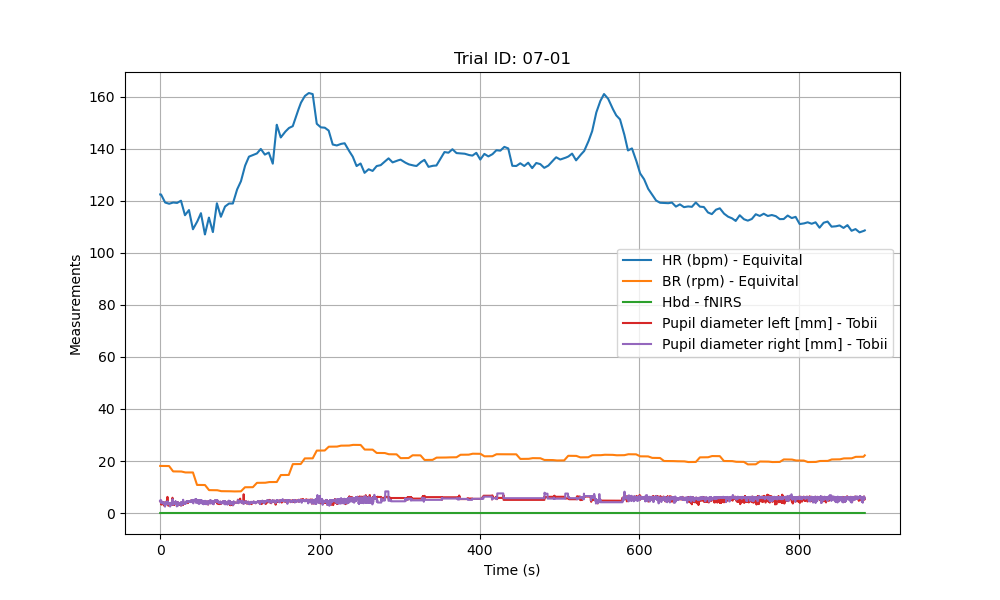 Trial ID: 07-01
160
140
120
100
80
60
40
20
0
Measurements
HR (bpm) - Equivital
BR (rpm) - Equivital
Hbd - fNIRS
Pupil diameter left [mm] - Tobii
Pupil diameter right [mm] - Tobii
0 200 400 600 800
Time (s)